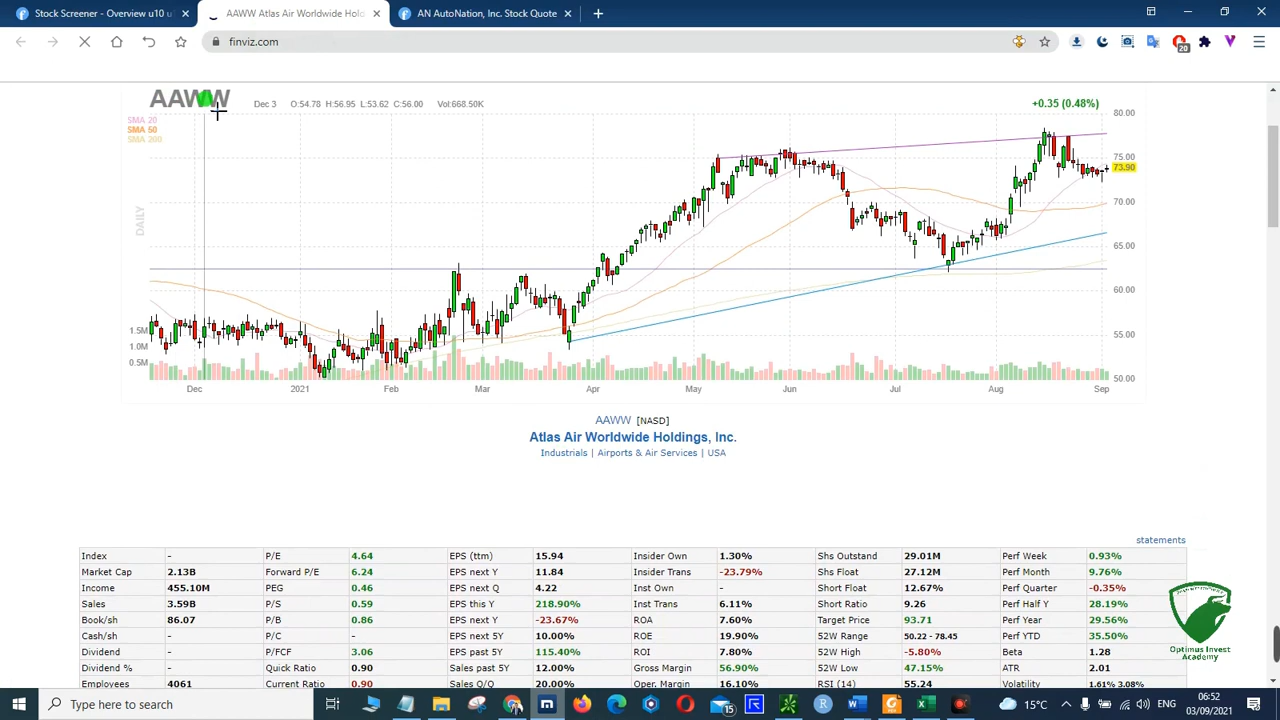 Stock Screener - Overview u10 u
AAWW Atlas Air Worldwide Holo
AN AutoNation, Inc. Stock Quote
finviz.com
20
AAWW
Dec 3 O:54.78 H:56.95 L:53.62 C:56.00 Vol:668.50K
+0.35 (0.48%)
SMA 20
SMA 50
SMA 200
DAILY
80.00
75.00
73.90
70.00
65.00
60.00
55.00
50.00
1.5M
1.0M
0.5M
Dec 2021 Feb Mar Apr May Jun Jul Aug Sep
AAWW [NASD]
Atlas Air Worldwide Holdings, Inc.
Industrials | Airports & Air Services | USA
statements
Index - P/E 4.64 EPS (ttm) 15.94 Insider Own 1.30% Shs Outstand 29.01M Perf Week 0.93%
Market Cap 2.13B Forward P/E 6.24 EPS next Y 11.84 Insider Trans -23.79% Shs Float 27.12M Perf Month 9.76%
Income 455.10M PEG 0.46 EPS next Q 4.22 Inst Own - Short Float 12.67% Perf Quarter -0.35%
Sales 3.59B P/S 0.59 EPS this Y 218.90% Inst Trans 6.11% Short Ratio 9.26 Perf Half Y 28.19%
Book/sh 86.07 P/B 0.86 EPS next Y -23.67% ROA 7.60% Target Price 93.71 Perf Year 29.56%
Cash/sh - P/C - EPS next 5Y 10.00% ROE 19.90% 52W Range 50.22 - 78.45 Perf YTD 35.50%
Dividend - P/FCF 3.06 EPS past 5Y 115.40% ROI 7.80% 52W High -5.80% Beta 1.28
Dividend % - Quick Ratio 0.90 Sales past 5Y 12.00% Gross Margin 56.90% 52W Low 47.15% ATR 2.01
Employees 4061 Current Ratio 0.90 Sales Q/Q 20.00% Oper. Margin 16.10% RSI (14) 55.24 Volatility 1.61% 3.08%
Optimus Invest
Academy
Type here to search
15
15°C
ENG
06:52
03/09/2021